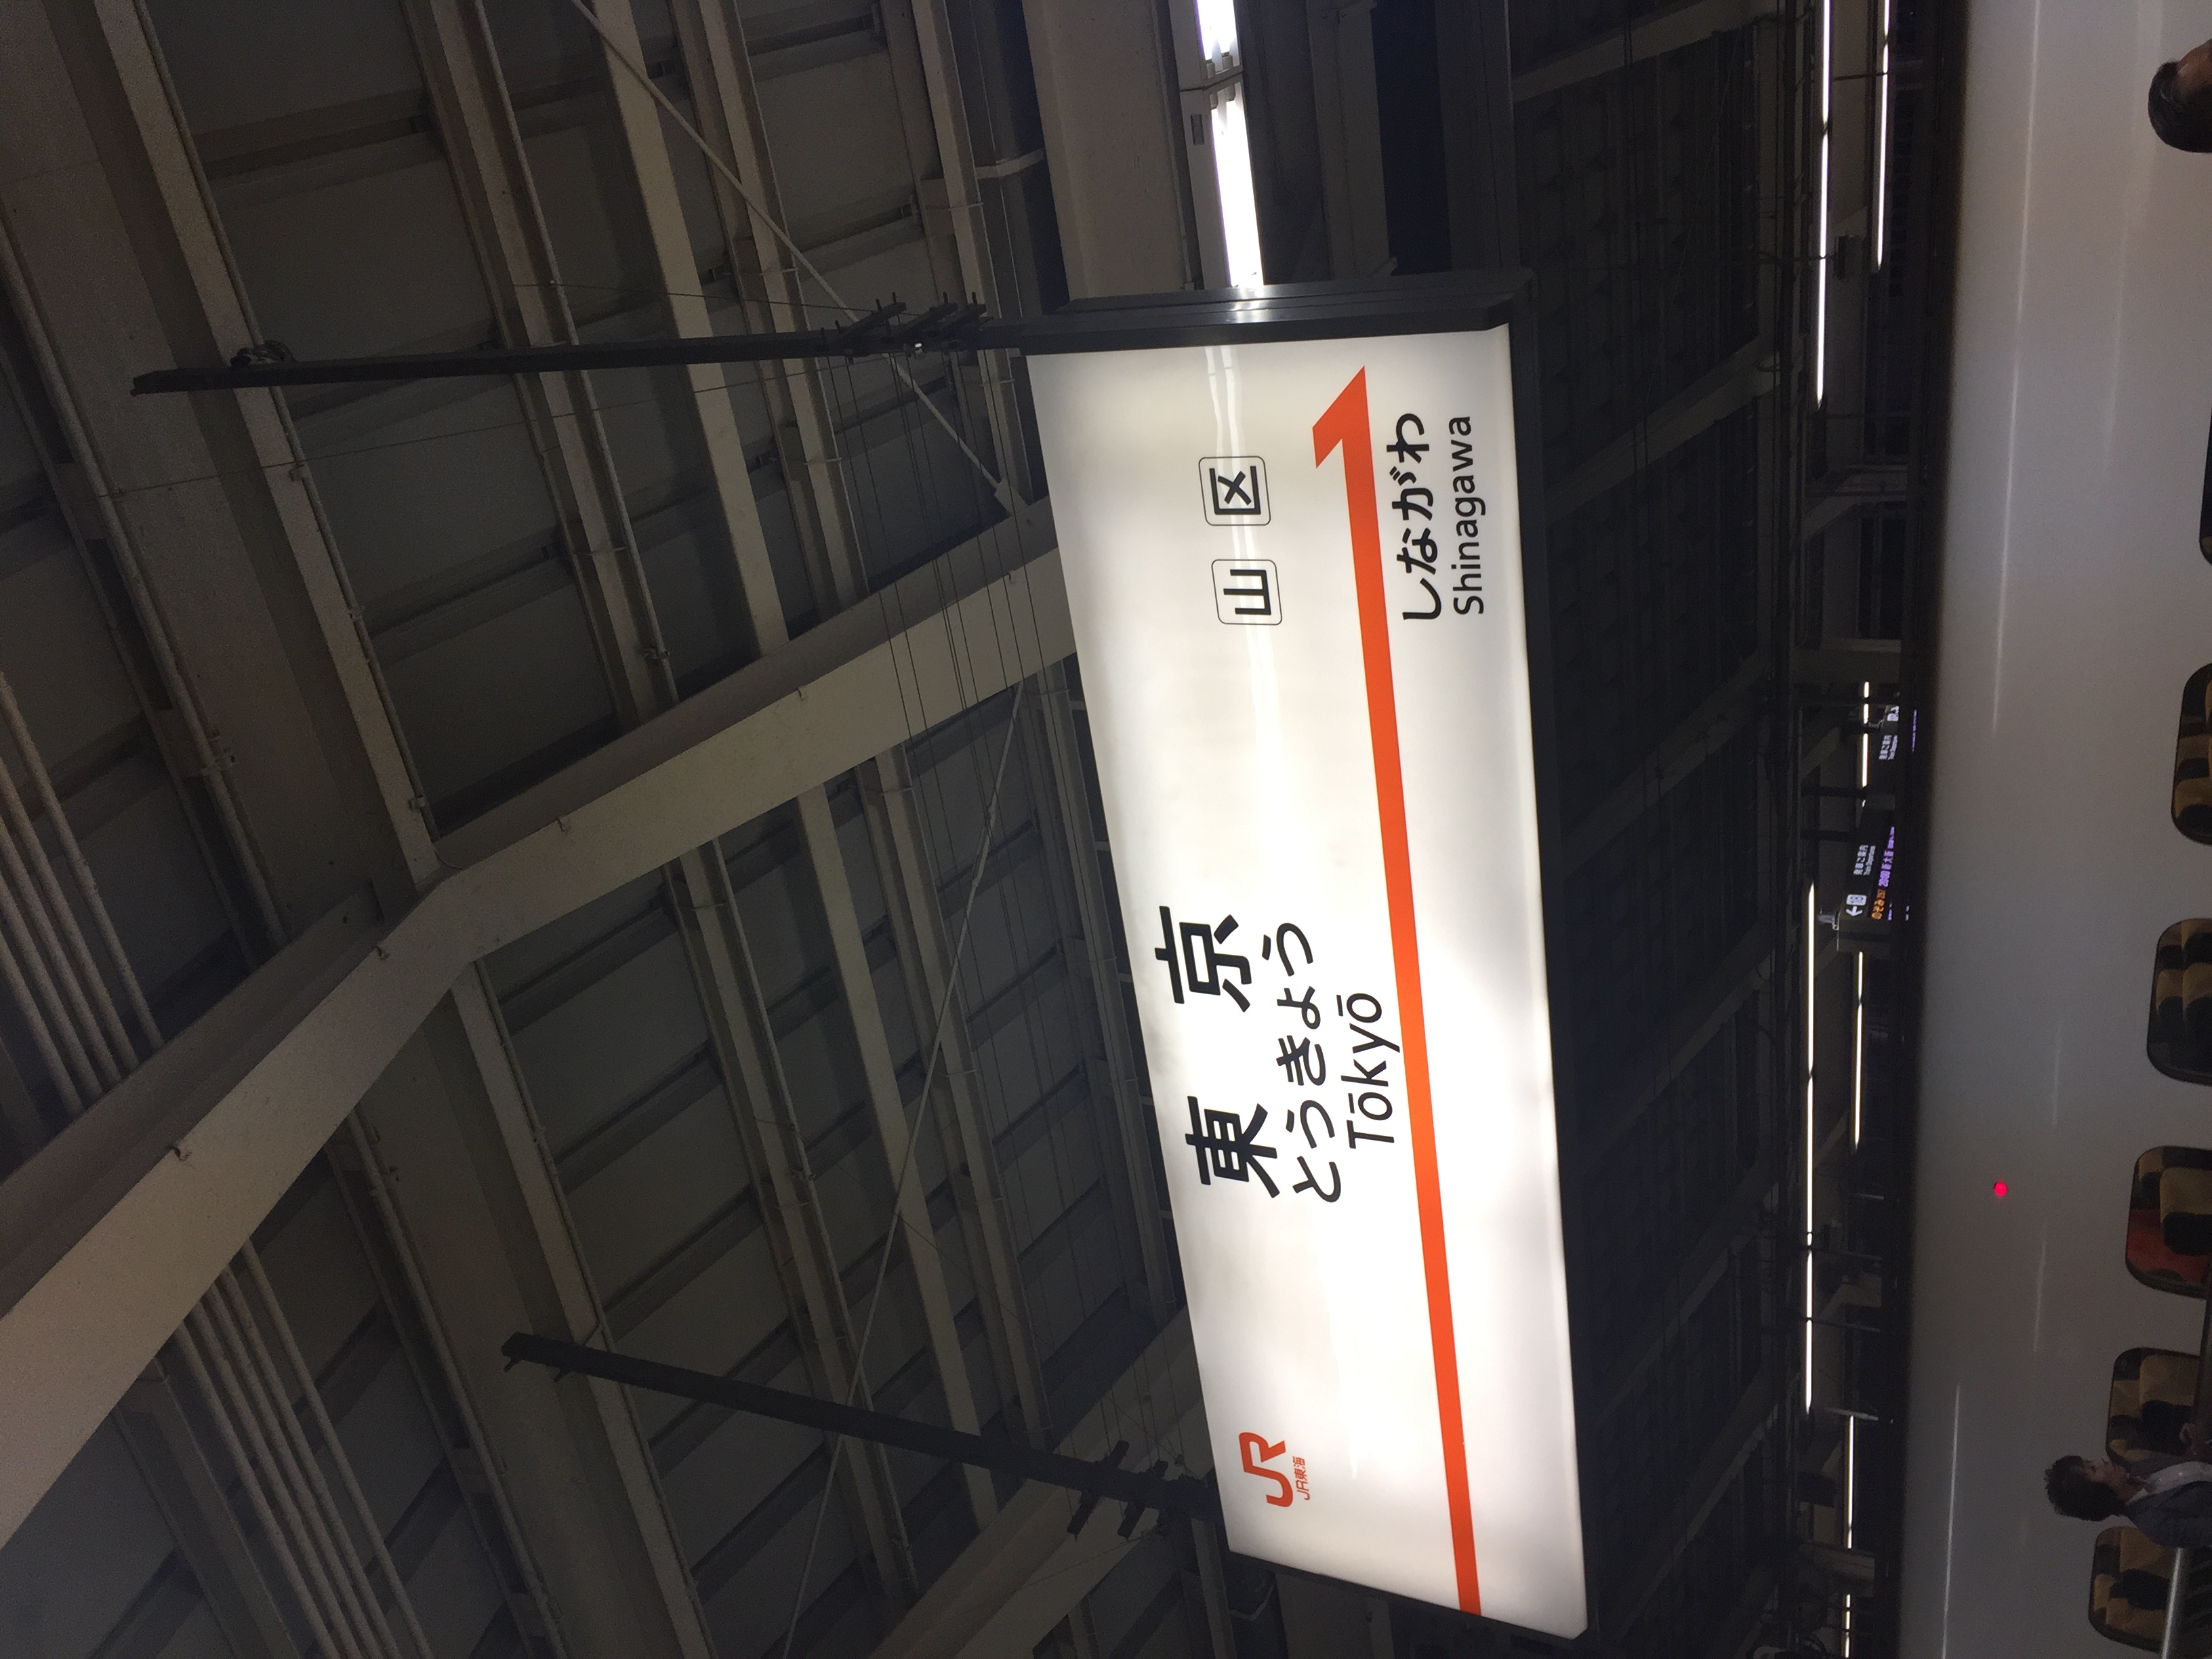 JR
JR東海
東京
山 区
とうきょう
Tōkyō
しながわ
Shinagawa